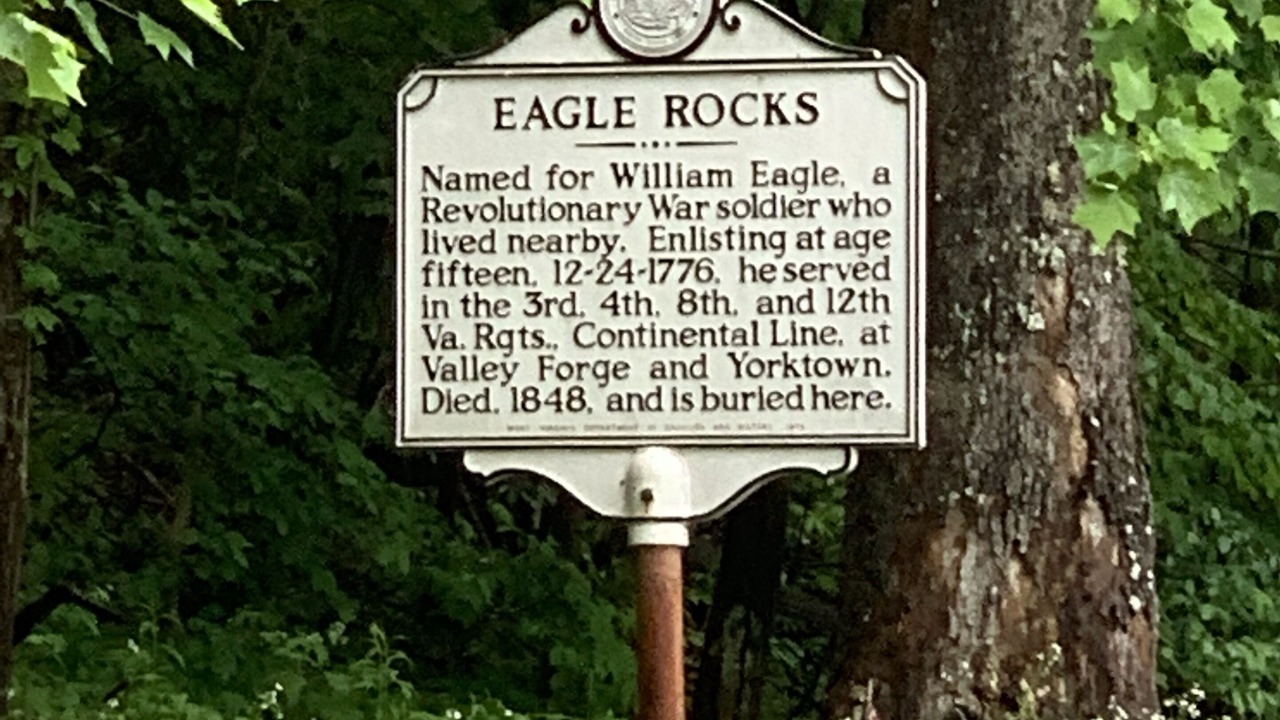 EAGLE ROCKS
Named for William Eagle, a
Revolutionary War soldier who
lived nearby. Enlisting at age
fifteen, 12-24-1776, he served
in the 3rd, 4th, 8th, and 12th
Va. Rgts., Continental Line, at
Valley Forge and Yorktown.
Died, 1848, and is buried here.